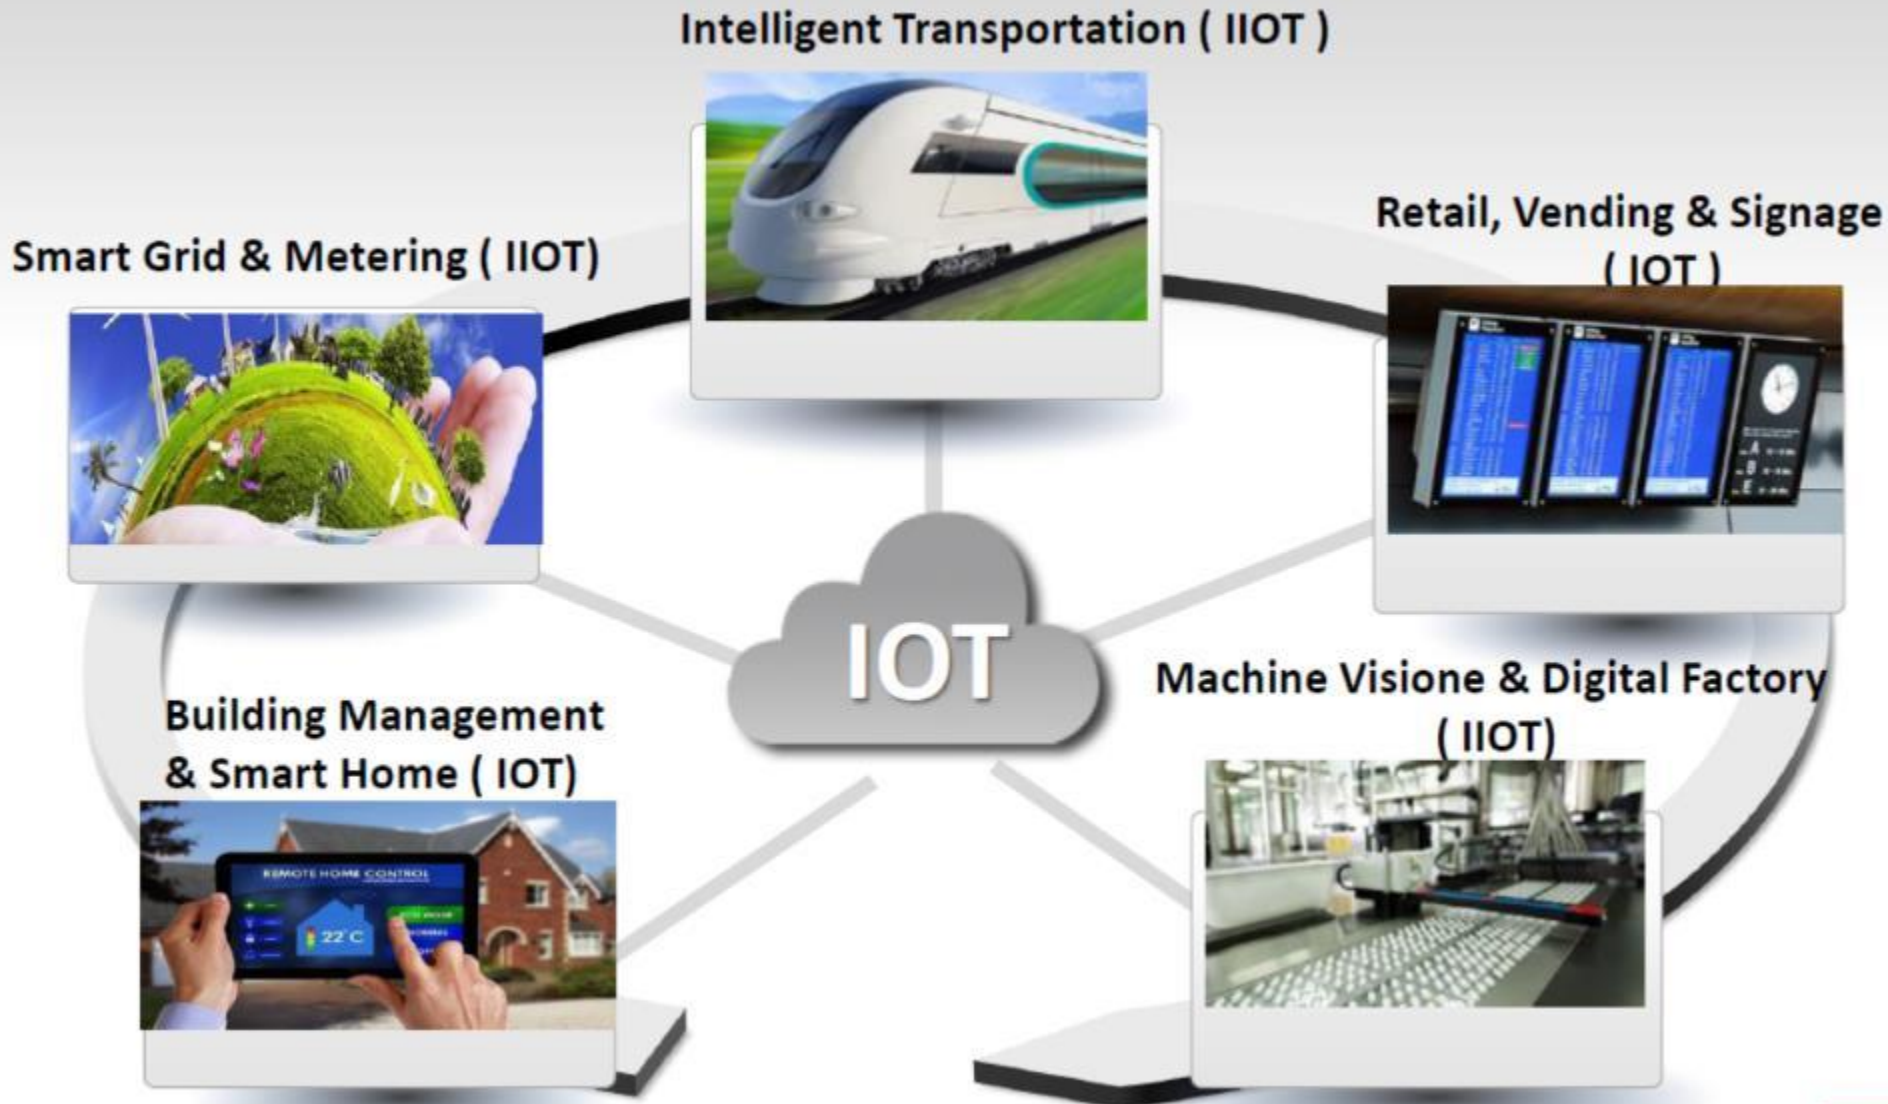 Intelligent Transportation ( IIOT )
Retail, Vending & Signage
( IOT )
Smart Grid & Metering ( IIOT)
IOT
Machine Visione & Digital Factory
( IIOT)
Building Management
& Smart Home ( IOT)
REMOTE HOME CONTROL
22°C
A
B
E